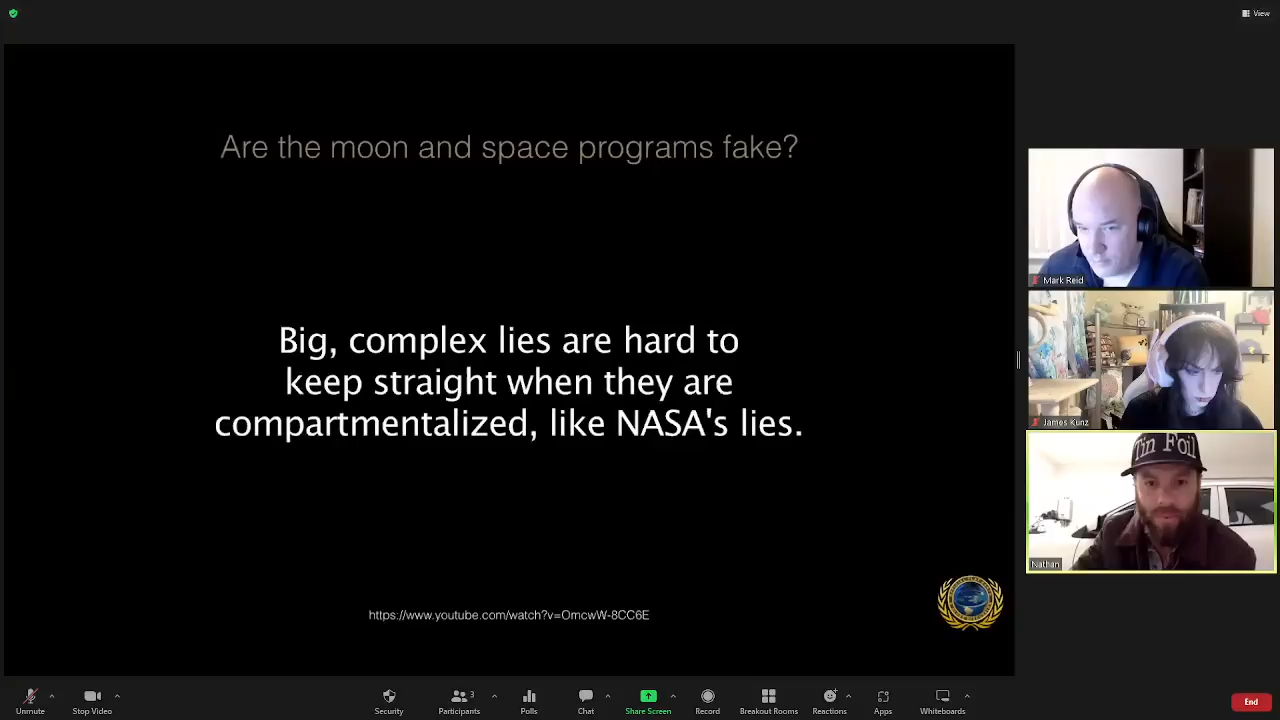 View
Are the moon and space programs fake?
Big, complex lies are hard to
keep straight when they are
compartmentalized, like NASA's lies.
https://www.youtube.com/watch?v=OmcwW-8CC6E
Mark Reid
James Kunz
Tin Foil
Nathan
Unmute
Stop Video
Security
3
Participants
Polls
Chat
Share Screen
Record
Breakout Rooms
Reactions
Apps
Whiteboards
End